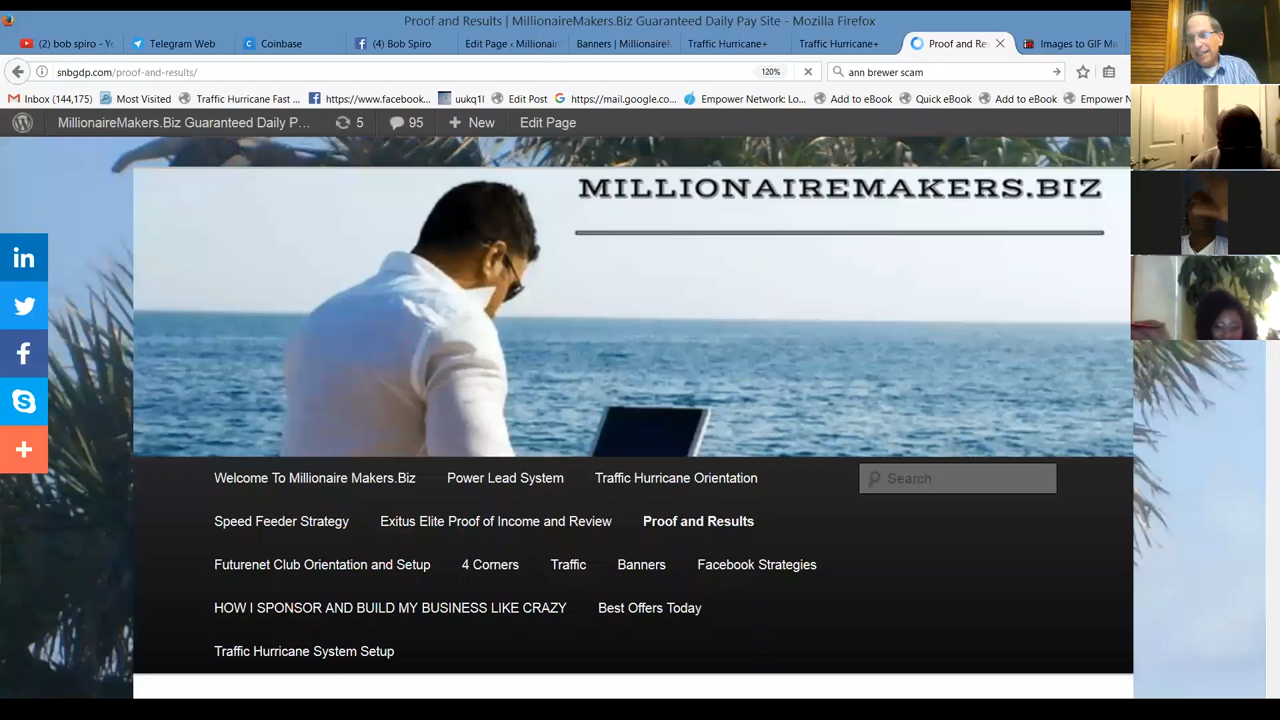 Proof and Results | MillionaireMakers.Biz Guaranteed Daily Pay Site - Mozilla Firefox
(2) bob spiro - Yo
Telegram Web
Coinbase
(4) Bob Spiro
Edit Page ‹ Millionair
Banners | Millionaire
Traffic Hurricane+
Traffic Hurricane+
Proof and Re
Images to GIF Ma
snbgdp.com/proof-and-results/
120%
ann brewer scam
Inbox (144,175)
Most Visited
Traffic Hurricane Fast ...
https://www.facebook...
uukq1l
Edit Post
https://mail.google.co...
Empower Network: Lo...
Add to eBook
Quick eBook
Add to eBook
Empower N
MillionaireMakers.Biz Guaranteed Daily P...
5
95
New
Edit Page
MILLIONAIREMAKERS.BIZ
Welcome To Millionaire Makers.Biz
Power Lead System
Traffic Hurricane Orientation
Search
Speed Feeder Strategy
Exitus Elite Proof of Income and Review
Proof and Results
Futurenet Club Orientation and Setup
4 Corners
Traffic
Banners
Facebook Strategies
HOW I SPONSOR AND BUILD MY BUSINESS LIKE CRAZY
Best Offers Today
Traffic Hurricane System Setup